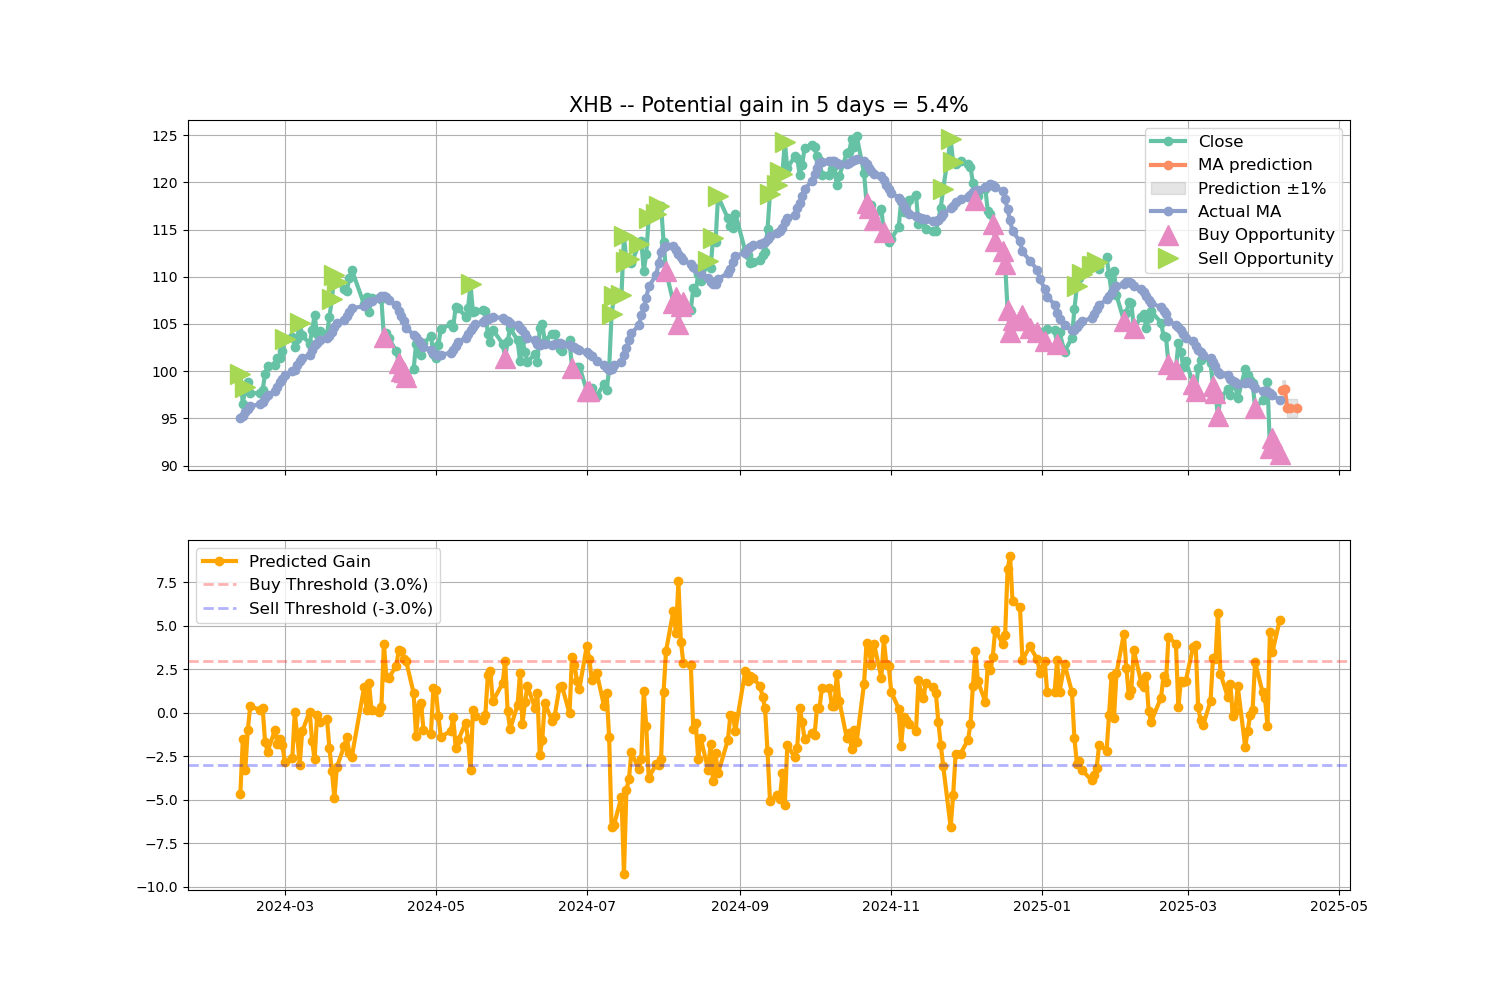 XHB -- Potential gain in 5 days = 5.4%
125
120
115
110
105
100
95
90
Close
MA prediction
Prediction ±1%
Actual MA
Buy Opportunity
Sell Opportunity
7.5
5.0
2.5
0.0
−2.5
−5.0
−7.5
−10.0
Predicted Gain
Buy Threshold (3.0%)
Sell Threshold (-3.0%)
2024-03
2024-05
2024-07
2024-09
2024-11
2025-01
2025-03
2025-05